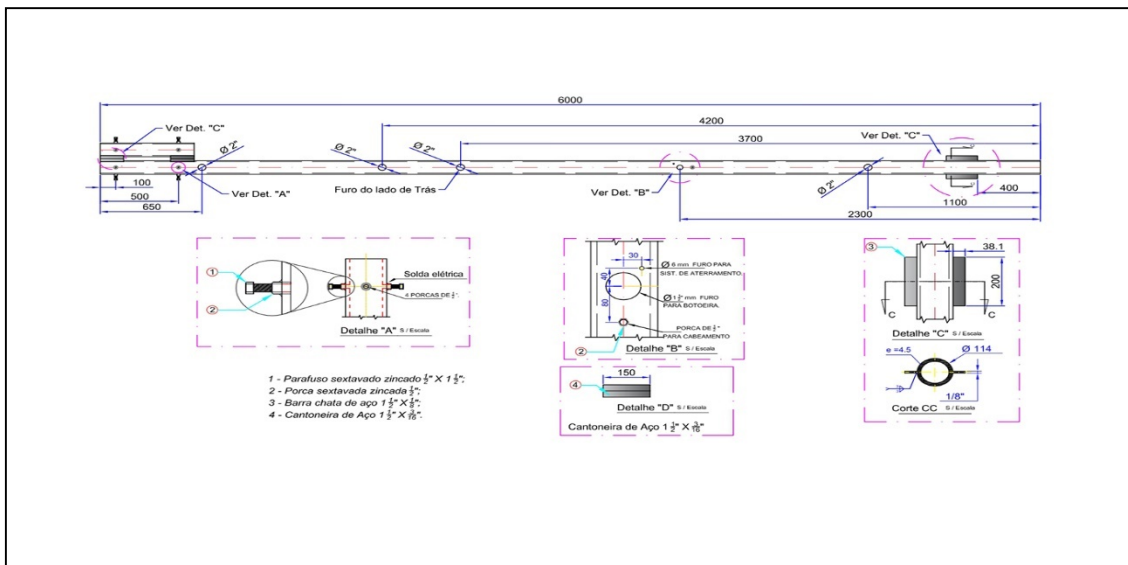 6000
4200
3700
Ver Det. "C"
Ver Det. "C"
Ø 2"
Ø 2"
Ø 2"
Ø 2"
100
Ver Det. "A"
Furo do lado de Trás
Ver Det. "B"
400
500
1100
650
2300
1
2
Solda elétrica
4 PORCAS DE ½".
Detalhe "A" S / Escala
30
40
80
Ø 6 mm FURO PARA
SIST. DE ATERRAMENTO.
mm FURO
PARA BOTOEIRA.
PORCA DE
PARA CABEAMENTO
2
Detalhe "B" S / Escala
3
38.1
200
C
C
Detalhe "C" S / Escala
e =4.5
Ø 114
1/8"
Corte CC S / Escala
150
4
Detalhe "D" S / Escala
Cantoneira de Aço 1 ½" X 3/16"
1 - Parafuso sextavado zincado ½" X 1 ½";
2 - Porca sextavada zincada ½";
3 - Barra chata de aço 1 ½" X ⅛";
4 - Cantoneira de Aço 1 ½" X 3/16".